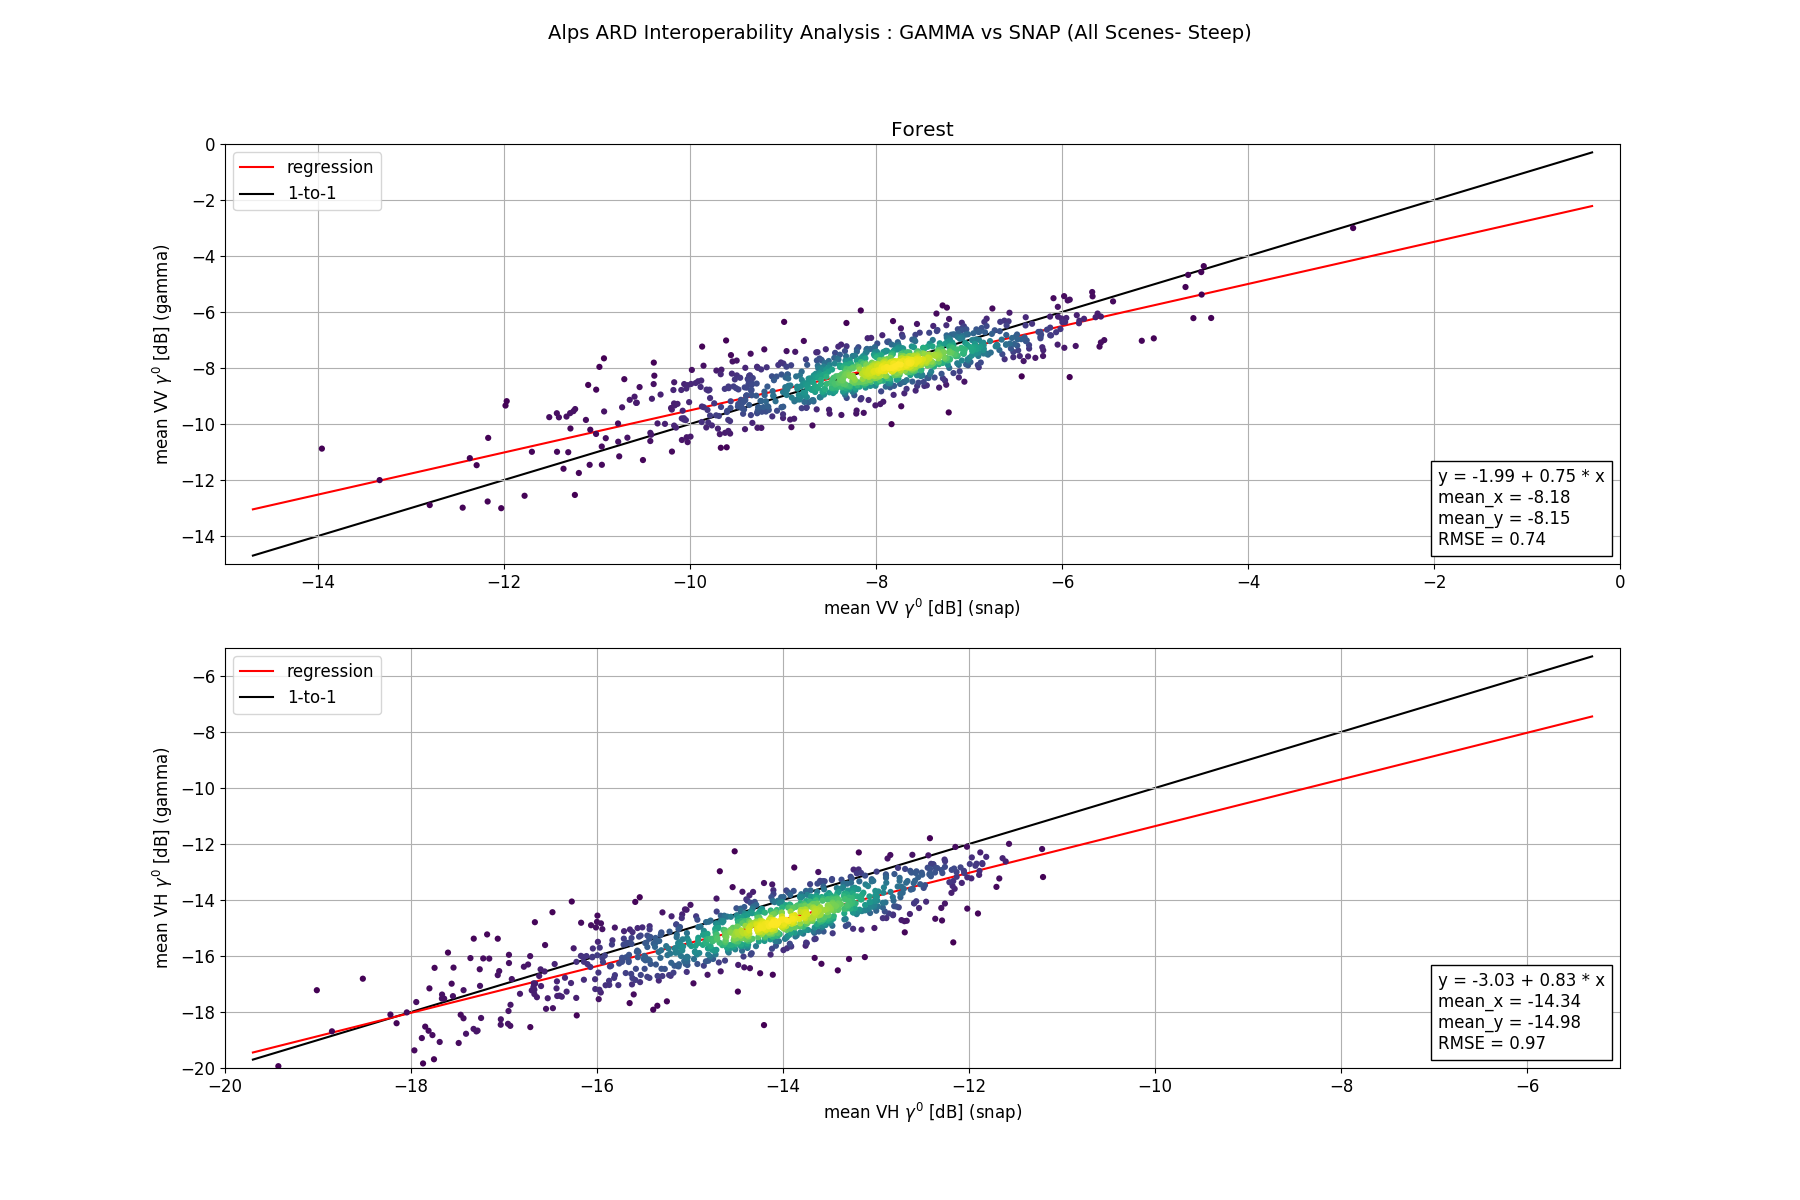 Alps ARD Interoperability Analysis : GAMMA vs SNAP (All Scenes- Steep)
Forest
regression
1-to-1
0
−2
−4
−6
−8
−10
−12
−14
mean VV γ⁰ [dB] (gamma)
y = -1.99 + 0.75 * x
mean_x = -8.18
mean_y = -8.15
RMSE = 0.74
−14 −12 −10 −8 −6 −4 −2 0
mean VV γ⁰ [dB] (snap)
regression
1-to-1
−6
−8
−10
−12
−14
−16
−18
−20
mean VH γ⁰ [dB] (gamma)
y = -3.03 + 0.83 * x
mean_x = -14.34
mean_y = -14.98
RMSE = 0.97
−20 −18 −16 −14 −12 −10 −8 −6
mean VH γ⁰ [dB] (snap)